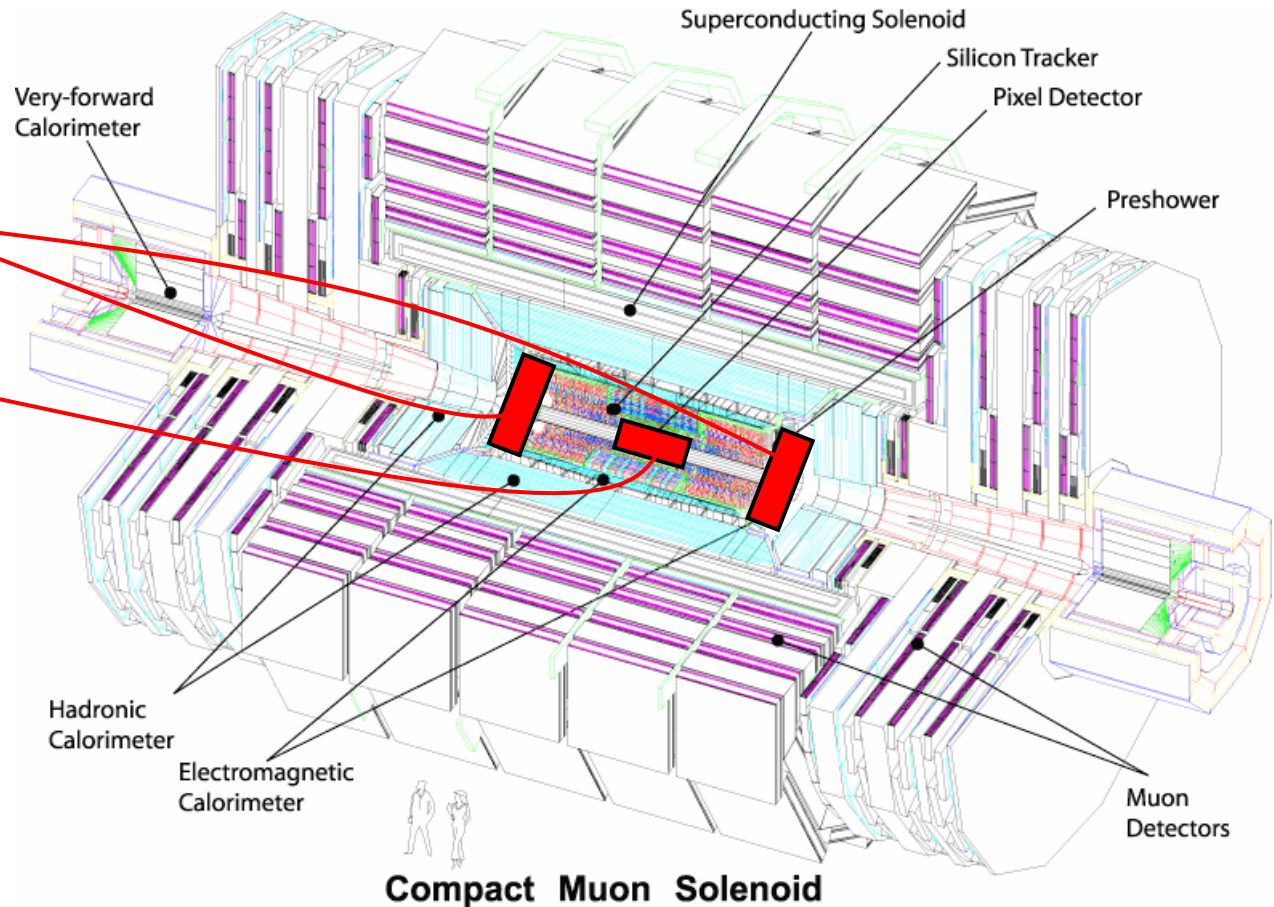 Superconducting Solenoid
Silicon Tracker
Very-forward
Calorimeter
Pixel Detector
Preshower
Hadronic
Calorimeter
Electromagnetic
Calorimeter
Muon
Detectors
Compact Muon Solenoid